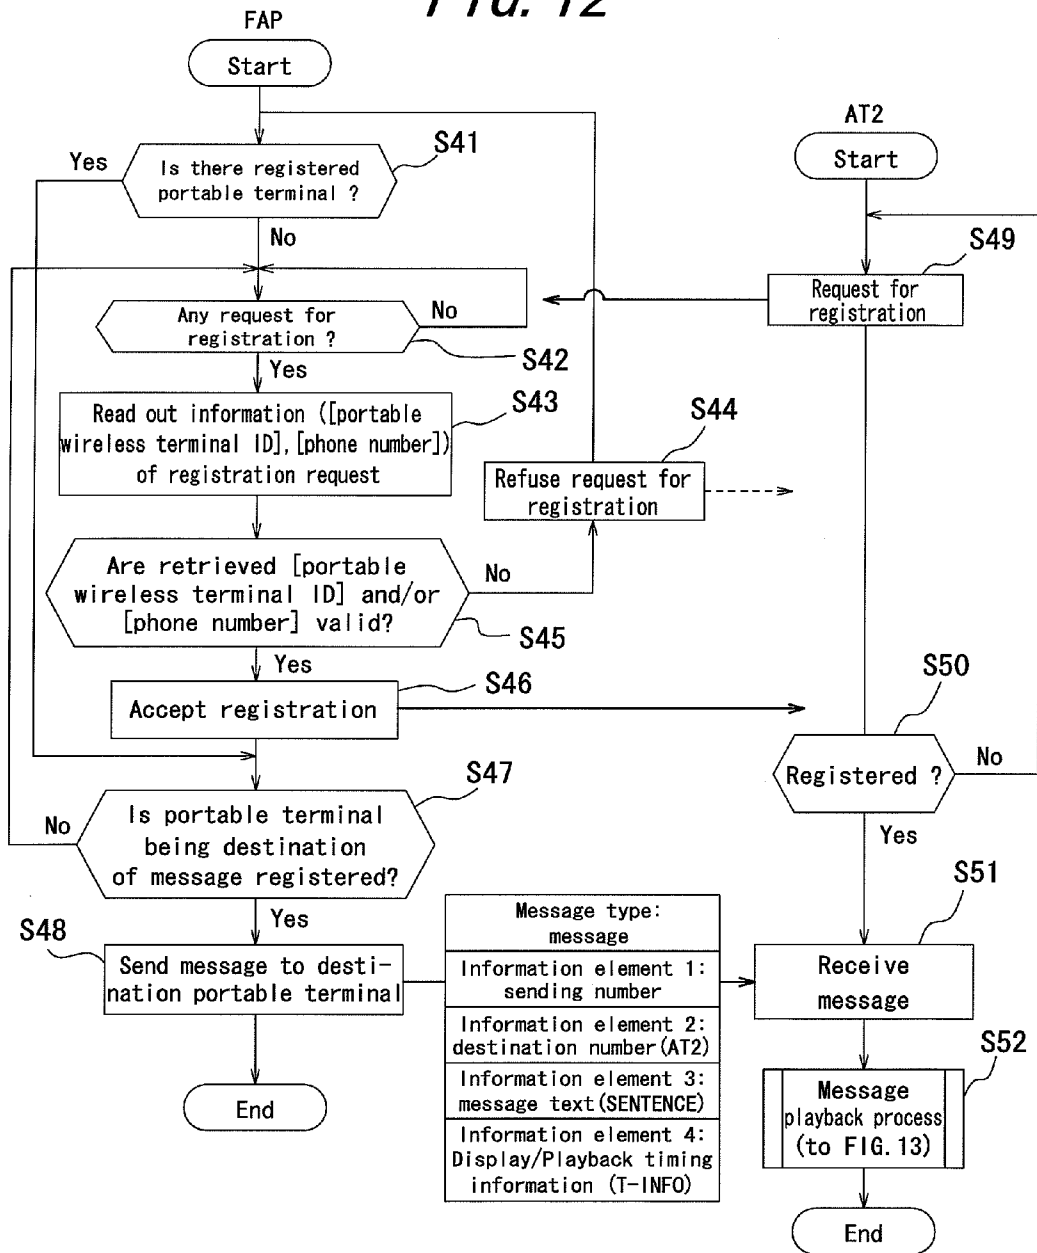 FIG. 12
FAP
Start
S41
Yes
Is there registered
portable terminal ?
No
Any request for
registration ?
No
S42
Yes
S43
Read out information ([portable
wireless terminal ID],[phone number])
of registration request
S44
Refuse request for
registration
Are retrieved [portable
wireless terminal ID] and/or
[phone number] valid?
No
S45
Yes
S46
Accept registration
S47
Is portable terminal
being destination
of message registered?
No
Yes
S48
Send message to desti-
nation portable terminal
End
Message type:
message
Information element 1:
sending number
Information element 2:
destination number(AT2)
Information element 3:
message text(SENTENCE)
Information element 4:
Display/Playback timing
information (T-INFO)
AT2
Start
S49
Request for
registration
S50
Registered ?
No
Yes
S51
Receive
message
S52
Message
playback process
(to FIG.13)
End